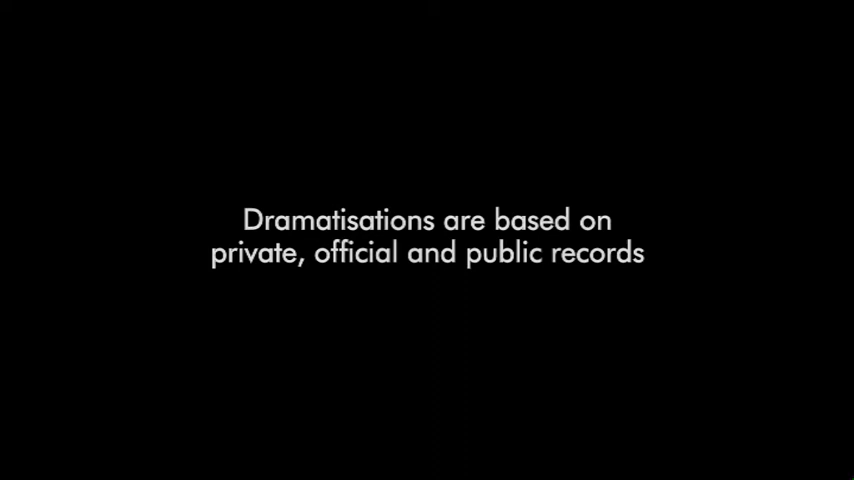 Dramatisations are based on
private, official and public records